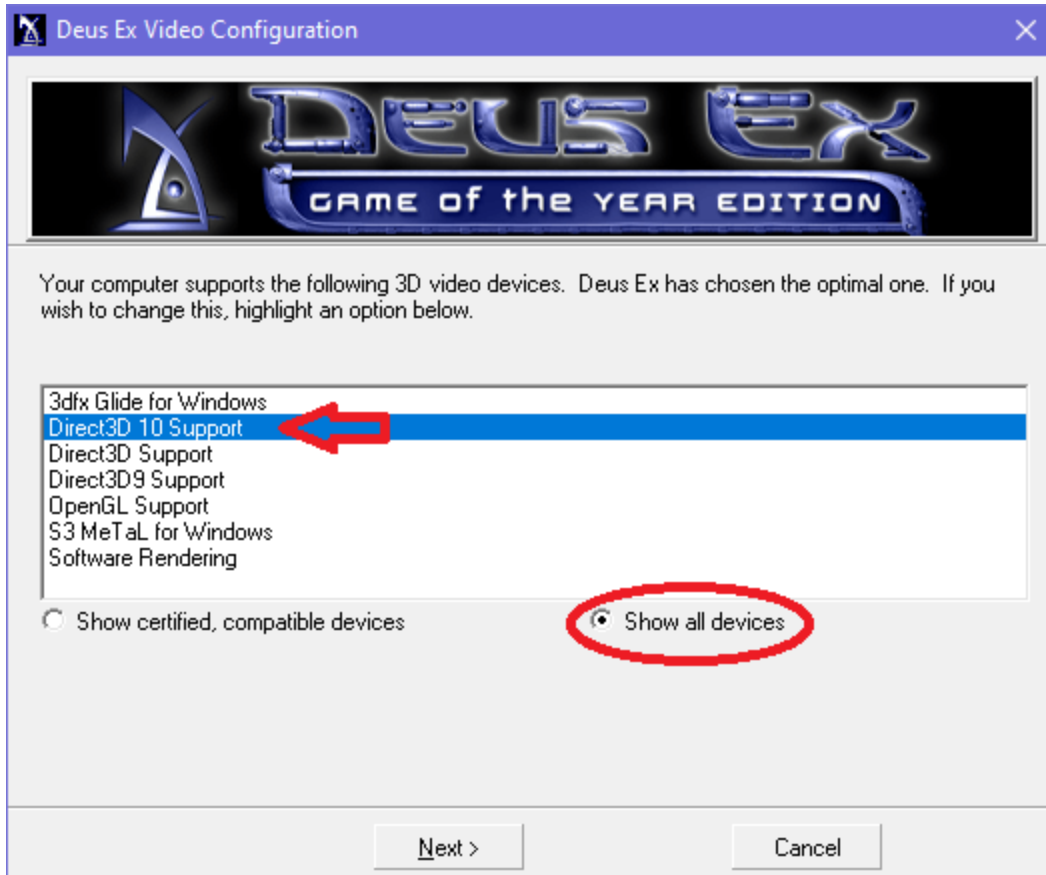 Deus Ex Video Configuration
DEUS EX
GAME of the YEAR EDITION
Your computer supports the following 3D video devices.  Deus Ex has chosen the optimal one.  If you
wish to change this, highlight an option below.
3dfx Glide for Windows
Direct3D 10 Support
Direct3D Support
Direct3D9 Support
OpenGL Support
S3 MeTaL for Windows
Software Rendering
Show certified, compatible devices
Show all devices
Next >
Cancel